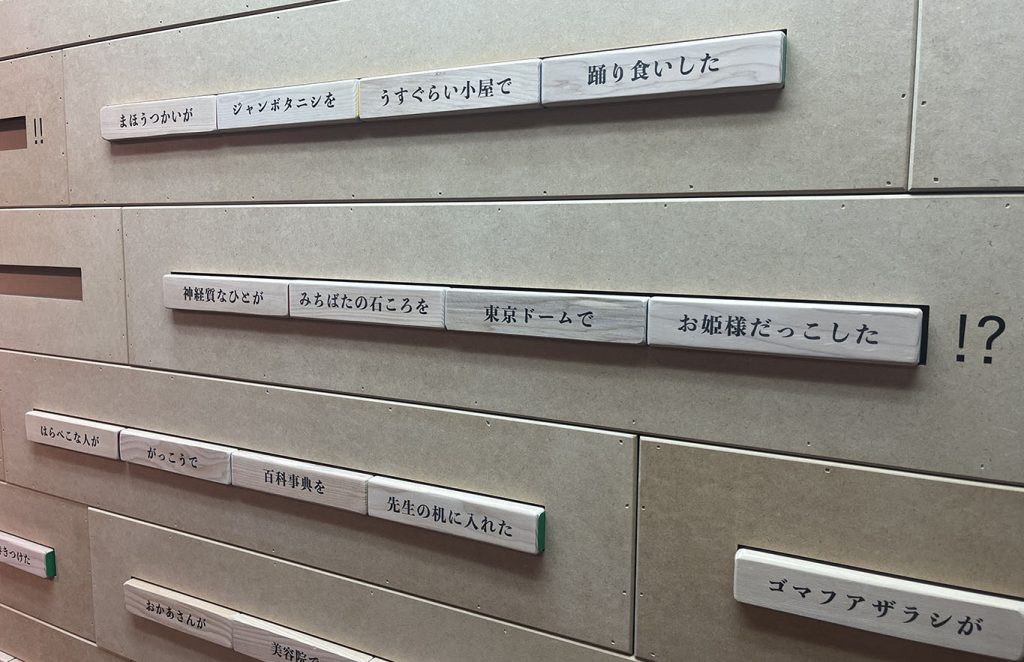 !!
まほうつかいが ジャンボタニシを うすぐらい小屋で 踊り食いした
神経質なひとが みちばたの石ころを 東京ドームで お姫様だっこした !?
はらぺこな人が がっこうで 百科事典を 先生の机に入れた
きつけた
おかあさんが 美容院で
ゴマフアザラシが